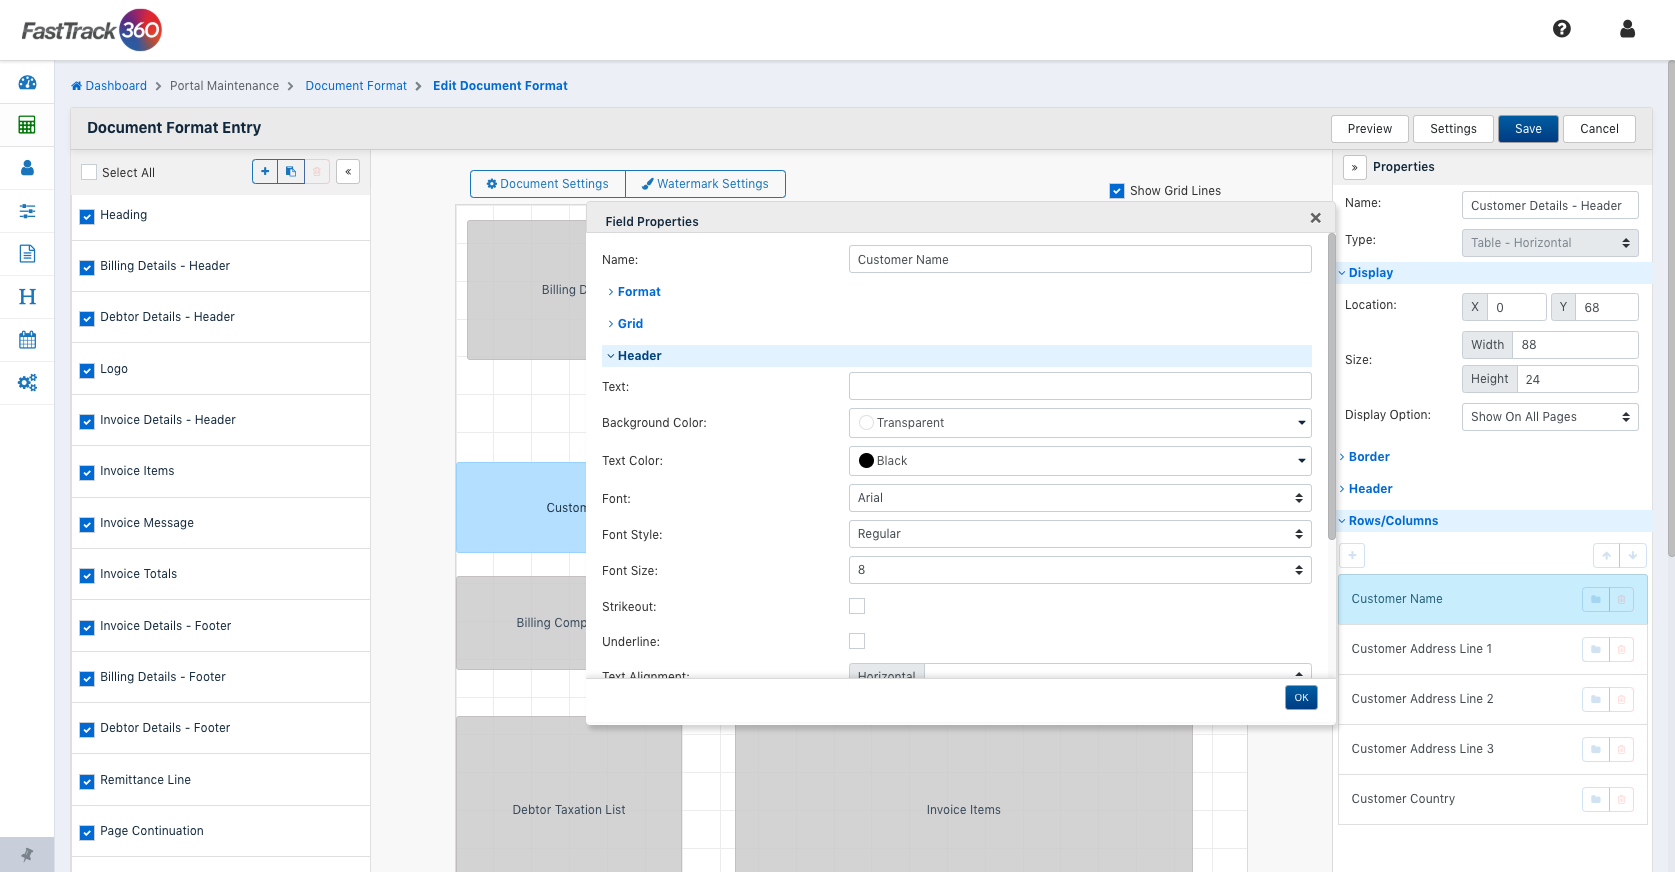 FastTrack 360
Dashboard > Portal Maintenance > Document Format > Edit Document Format
Document Format Entry
Preview
Settings
Save
Cancel
Select All
Heading
Billing Details - Header
Debtor Details - Header
Logo
Invoice Details - Header
Invoice Items
Invoice Message
Invoice Totals
Invoice Details - Footer
Billing Details - Footer
Debtor Details - Footer
Remittance Line
Page Continuation
H
Document Settings
Watermark Settings
Show Grid Lines
Billing D
Custom
Billing Comp
Debtor Taxation List
Invoice Items
Field Properties
Name: Customer Name
Format
Grid
Header
Text:
Background Color: Transparent
Text Color: Black
Font: Arial
Font Style: Regular
Font Size: 8
Strikeout:
Underline:
Text Alignment: Horizontal
OK
Properties
Name: Customer Details - Header
Type: Table - Horizontal
Display
Location: X 0 Y 68
Size: Width 88
Height 24
Display Option: Show On All Pages
Border
Header
Rows/Columns
Customer Name
Customer Address Line 1
Customer Address Line 2
Customer Address Line 3
Customer Country